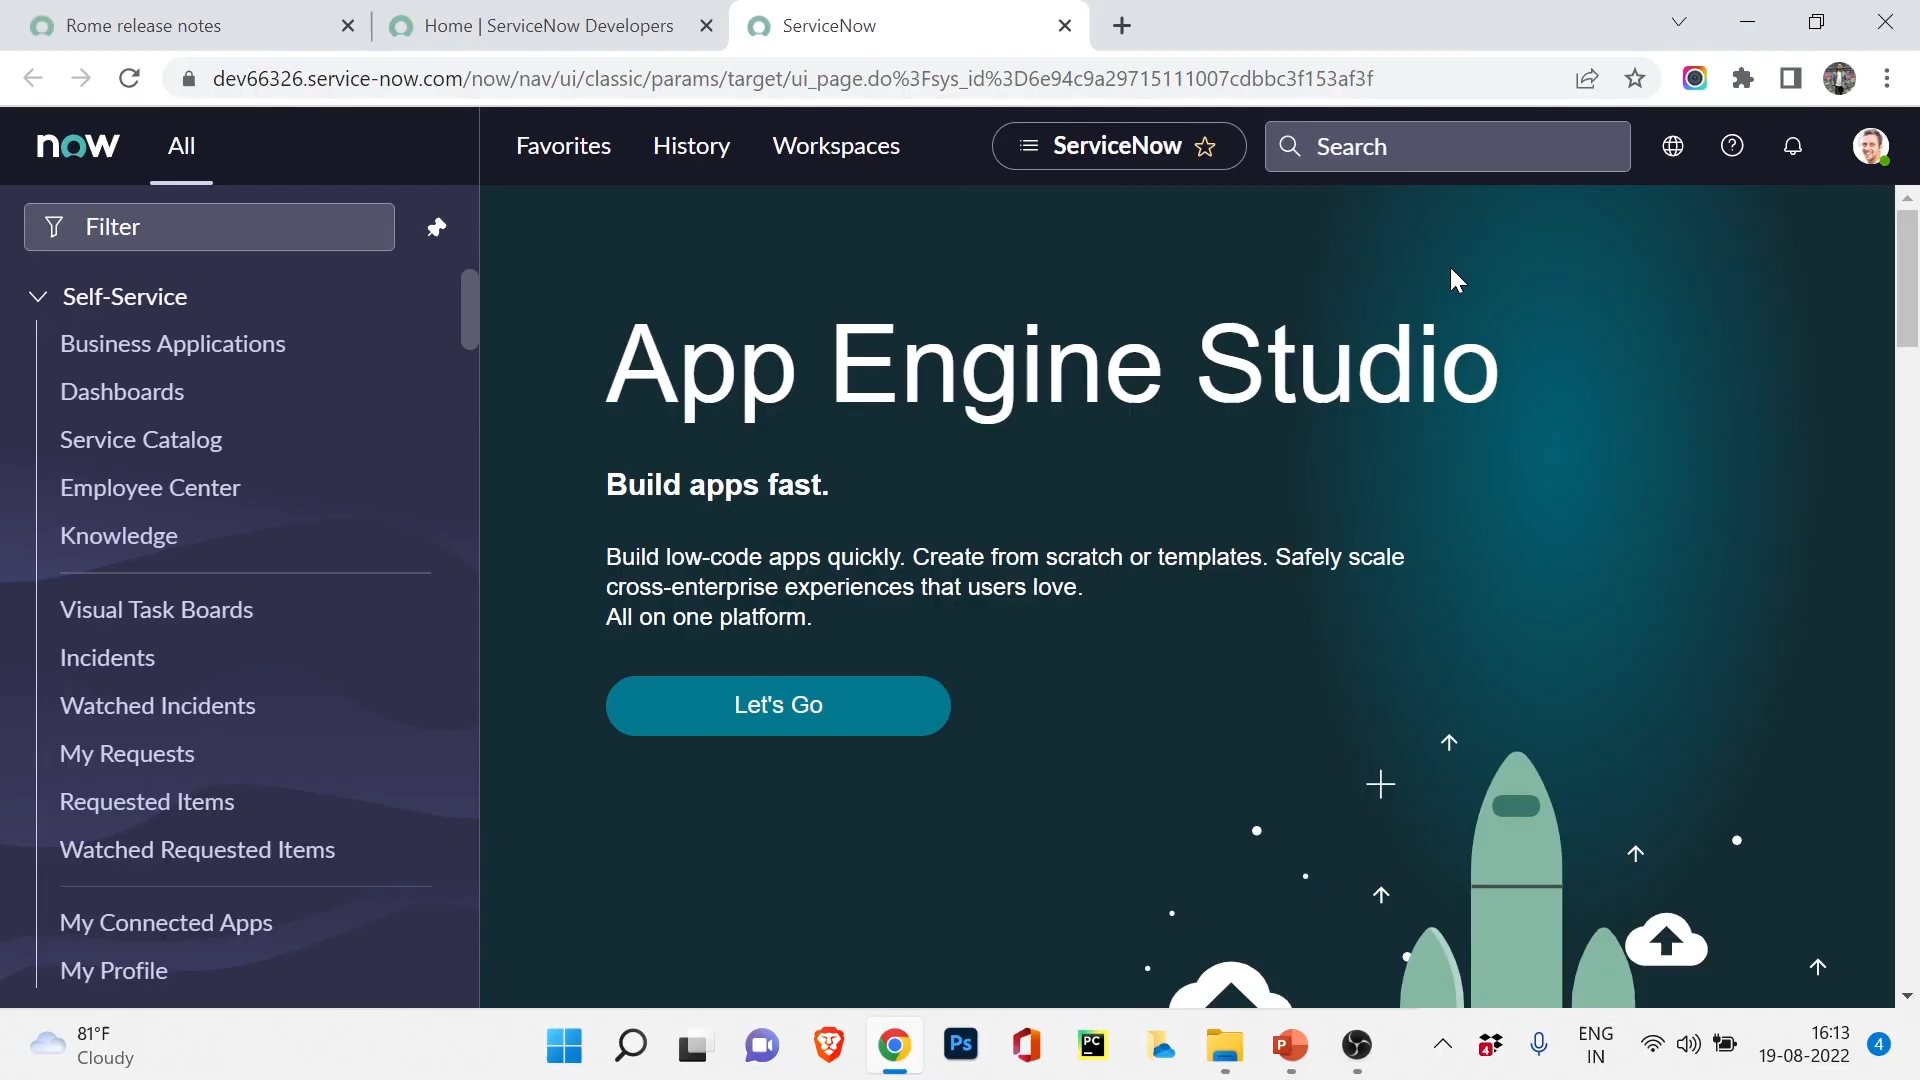 Rome release notes
Home | ServiceNow Developers
ServiceNow
dev66326.service-now.com/now/nav/ui/classic/params/target/ui_page.do%3Fsys_id%3D6e94c9a29715111007cdbbc3f153af3f
now
All
Favorites
History
Workspaces
ServiceNow
Search
Filter
Self-Service
Business Applications
Dashboards
Service Catalog
Employee Center
Knowledge
Visual Task Boards
Incidents
Watched Incidents
My Requests
Requested Items
Watched Requested Items
My Connected Apps
My Profile
App Engine Studio
Build apps fast.
Build low-code apps quickly. Create from scratch or templates. Safely scale
cross-enterprise experiences that users love.
All on one platform.
Let's Go
81°F
Cloudy
Ps
PC
P
4
ENG
IN
16:13
19-08-2022
4